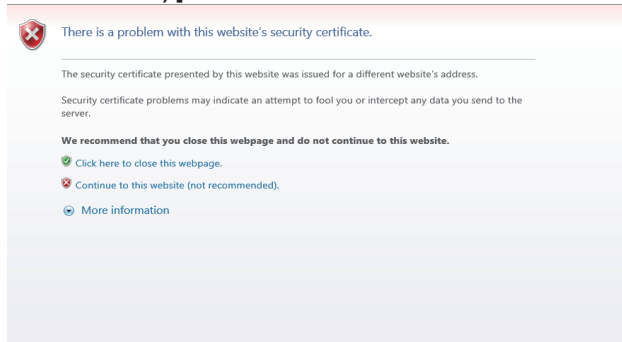 There is a problem with this website's security certificate.
The security certificate presented by this website was issued for a different website's address.
Security certificate problems may indicate an attempt to fool you or intercept any data you send to the
server.
We recommend that you close this webpage and do not continue to this website.
Click here to close this webpage.
Continue to this website (not recommended).
More information